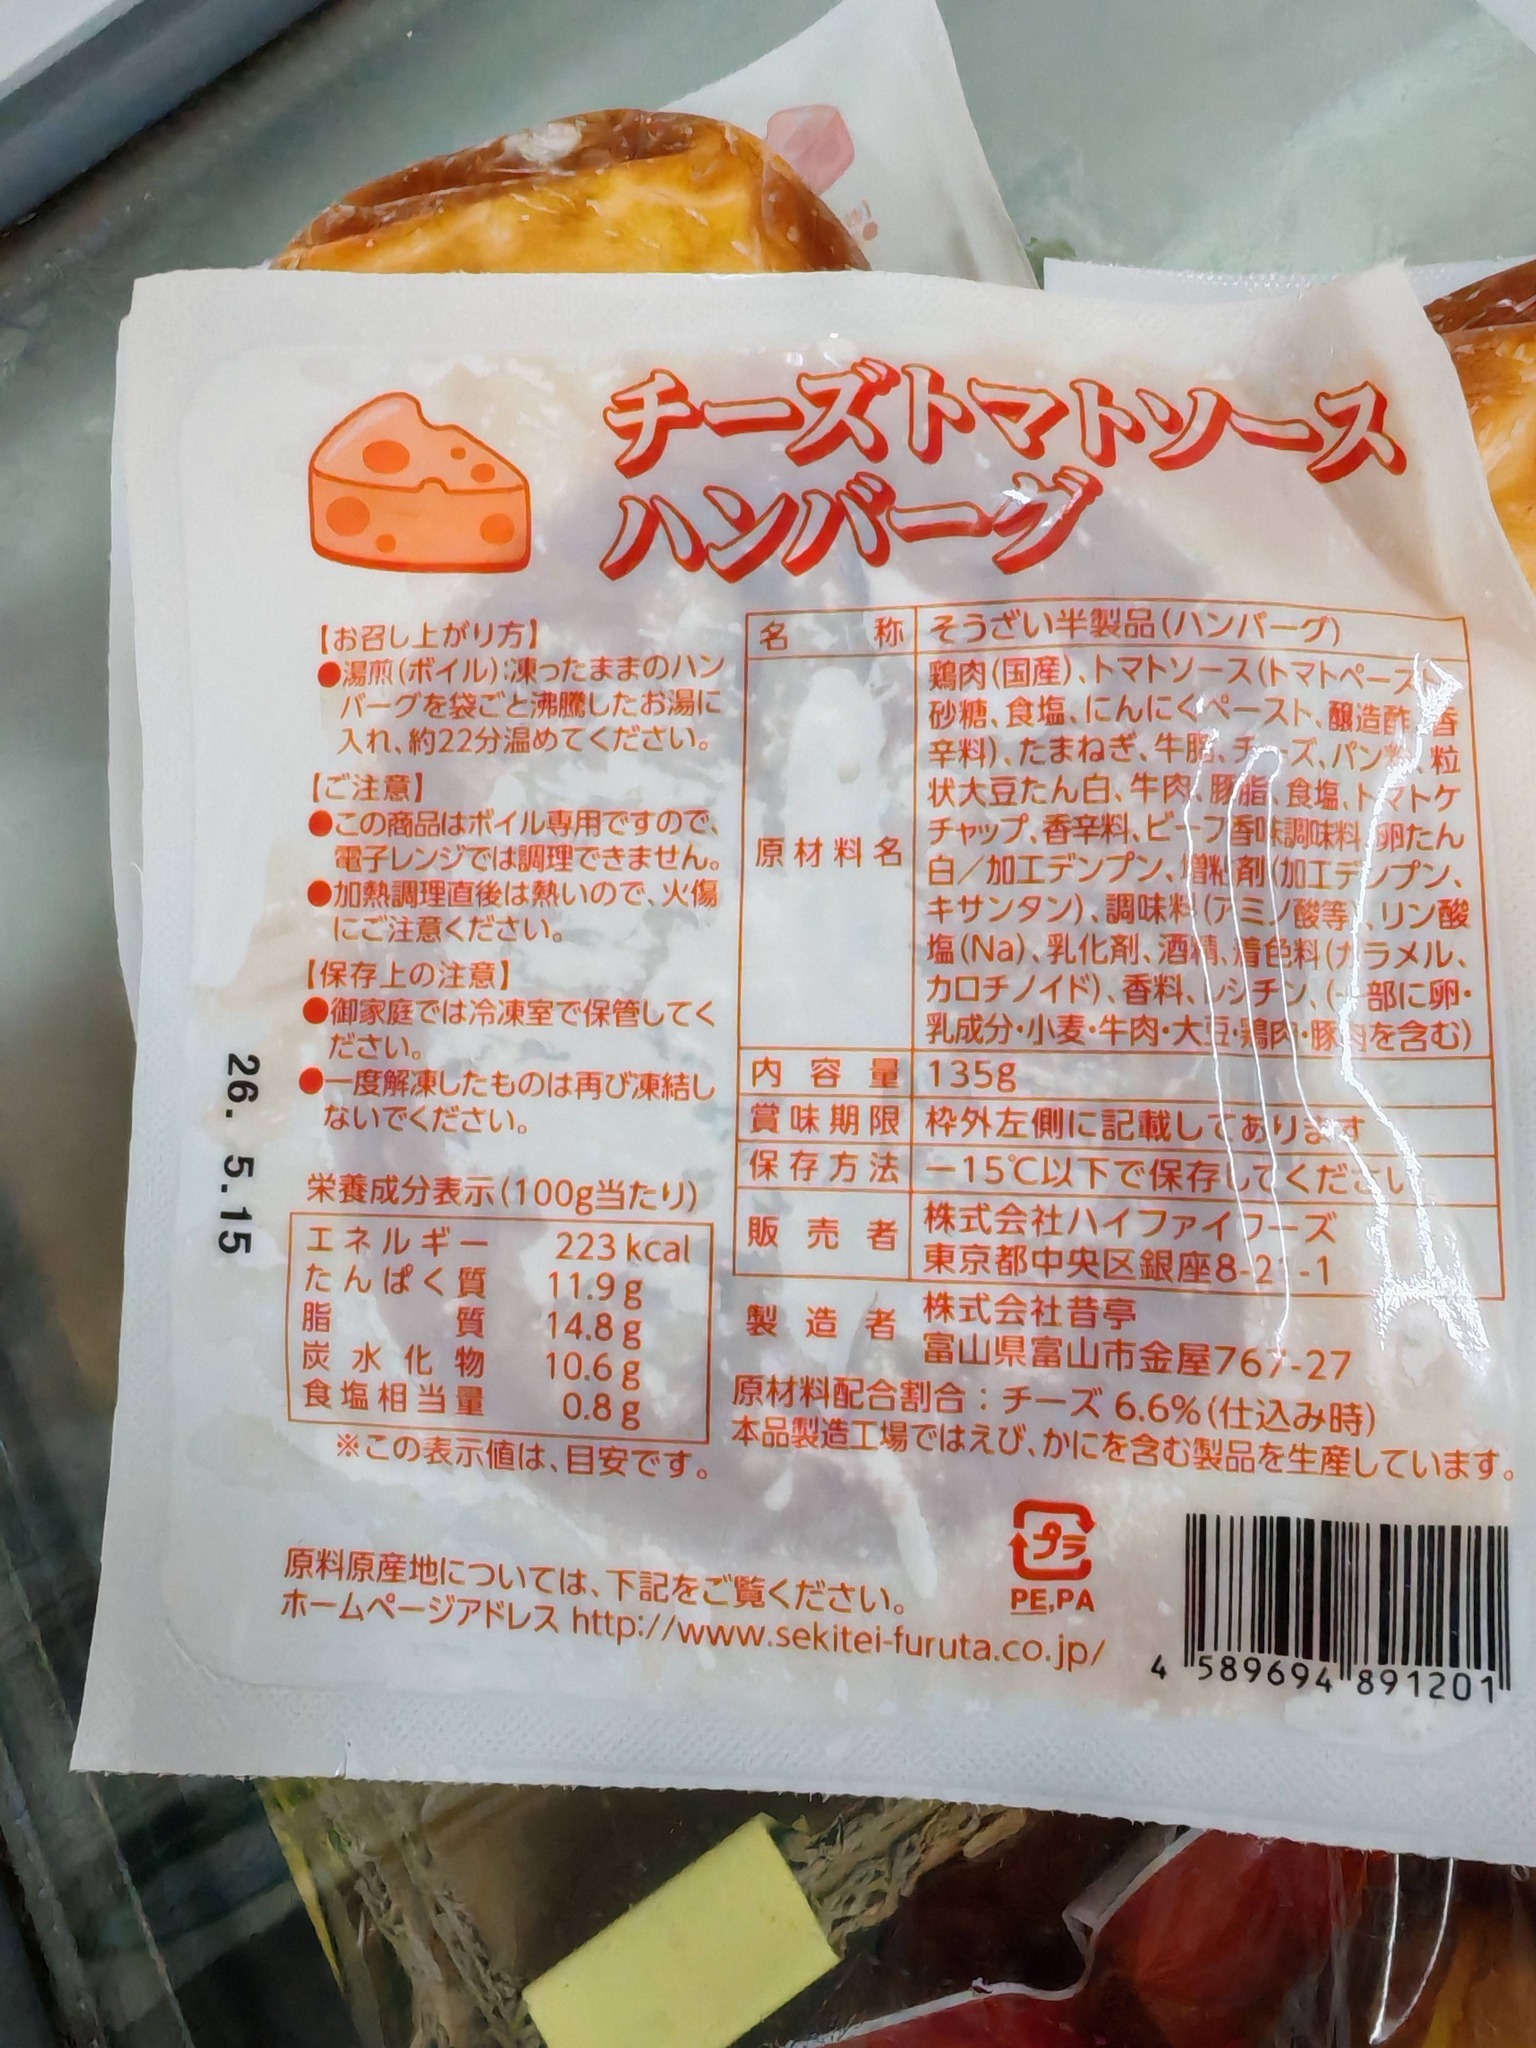 チーズトマトソース
ハンバーグ
【お召し上がり方】
●湯煎(ボイル):凍ったままのハン
バーグを袋ごと沸騰したお湯に
入れ、約22分温めてください。
【ご注意】
●この商品はボイル専用ですので、
電子レンジでは調理できません。
●加熱調理直後は熱いので、火傷
にご注意ください。
【保存上の注意】
●御家庭では冷凍室で保管してく
ださい。
●一度解凍したものは再び凍結し
ないでください。
26. 5.15
栄養成分表示(100g当たり)
エネルギー 223 kcal
たんぱく質 11.9 g
脂質 14.8 g
炭水化物 10.6 g
食塩相当量 0.8 g
※この表示値は、目安です。
名称 そうざい半製品(ハンバーグ)
原材料名
鶏肉(国産)、トマトソース(トマトペースト、
砂糖、食塩、にんにくペースト、醸造酢、香
辛料)、たまねぎ、牛脂、チーズ、パン粉、粒
状大豆たん白、牛肉、豚脂、食塩、トマトケ
チャップ、香辛料、ビーフ香味調味料、卵たん
白/加工デンプン、増粘剤(加工デンプン、
キサンタン)、調味料(アミノ酸等)、リン酸
塩(Na)、乳化剤、酒精、着色料(カラメル、
カロチノイド)、香料、レシチン、(一部に卵・
乳成分・小麦・牛肉・大豆・鶏肉・豚肉を含む)
内容量 135g
賞味期限 枠外左側に記載してあります
保存方法 −15℃以下で保存してください
販売者 株式会社ハイファイフーズ
東京都中央区銀座
製造者 株式会社昔亭
富山県富山市金屋767-27
原材料配合割合:チーズ 6.6%(仕込み時)
本品製造工場ではえび、かにを含む製品を生産しています。
プラ
PE,PA
原料原産地については、下記をご覧ください。
ホームページアドレス http://www.sekitei-furuta.co.jp/
4 589694 891201